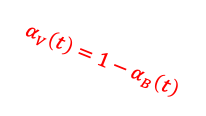 α_V(t) = 1 − α_B(t)